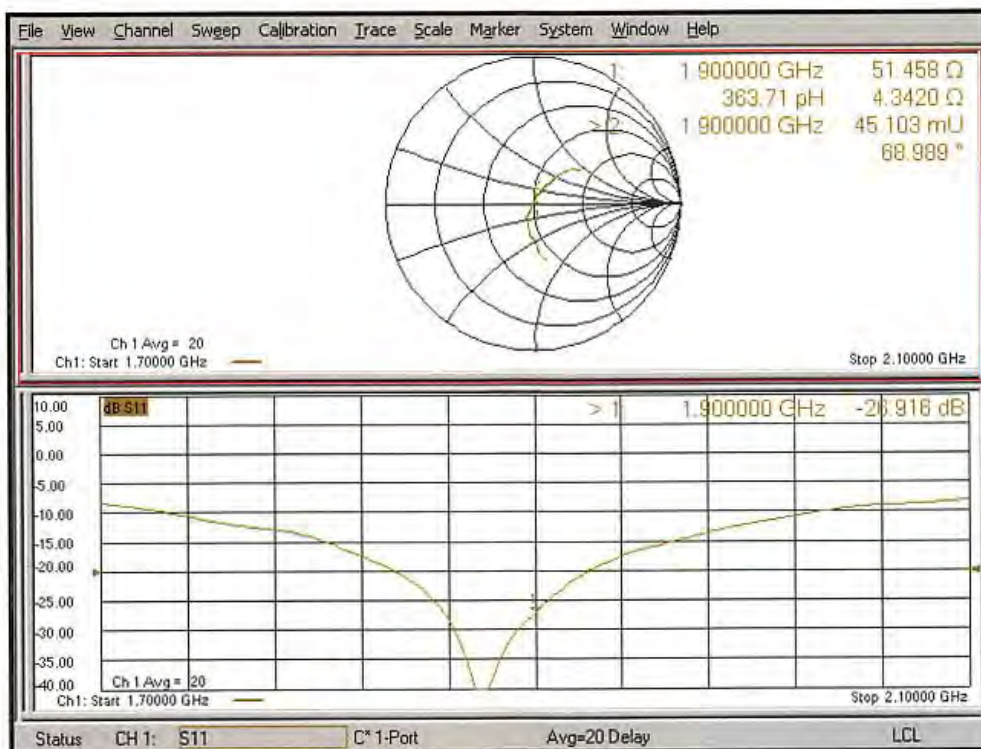 File View Channel Sweep Calibration Trace Scale Marker System Window Help
1: 1.900000 GHz 51.458 Ω
363.71 pH 4.3420 Ω
> 2: 1.900000 GHz 45.103 mU
68.989 °
Ch 1 Avg = 20
Ch1: Start 1.70000 GHz
Stop 2.10000 GHz
10.00
5.00
0.00
-5.00
-10.00
-15.00
-20.00
-25.00
-30.00
-35.00
-40.00
dB S11
> 1: 1.900000 GHz -26.916 dB
1
Ch 1 Avg = 20
Ch1: Start 1.70000 GHz
Stop 2.10000 GHz
Status CH 1: S11 C* 1-Port Avg=20 Delay LCL